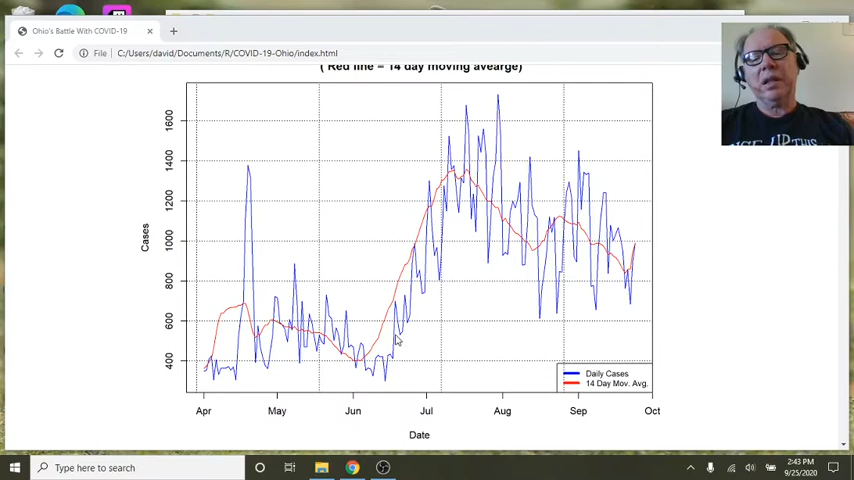 Ohio's Battle With COVID-19
File
C:/Users/david/Documents/R/COVID-19-Ohio/index.html
( Red line = 14 day moving avearge)
Cases
1600
1400
1200
1000
800
600
400
Daily Cases
14 Day Mov. Avg.
Apr May Jun Jul Aug Sep Oct
Date
UP THIS
Type here to search
2:43 PM
9/25/2020